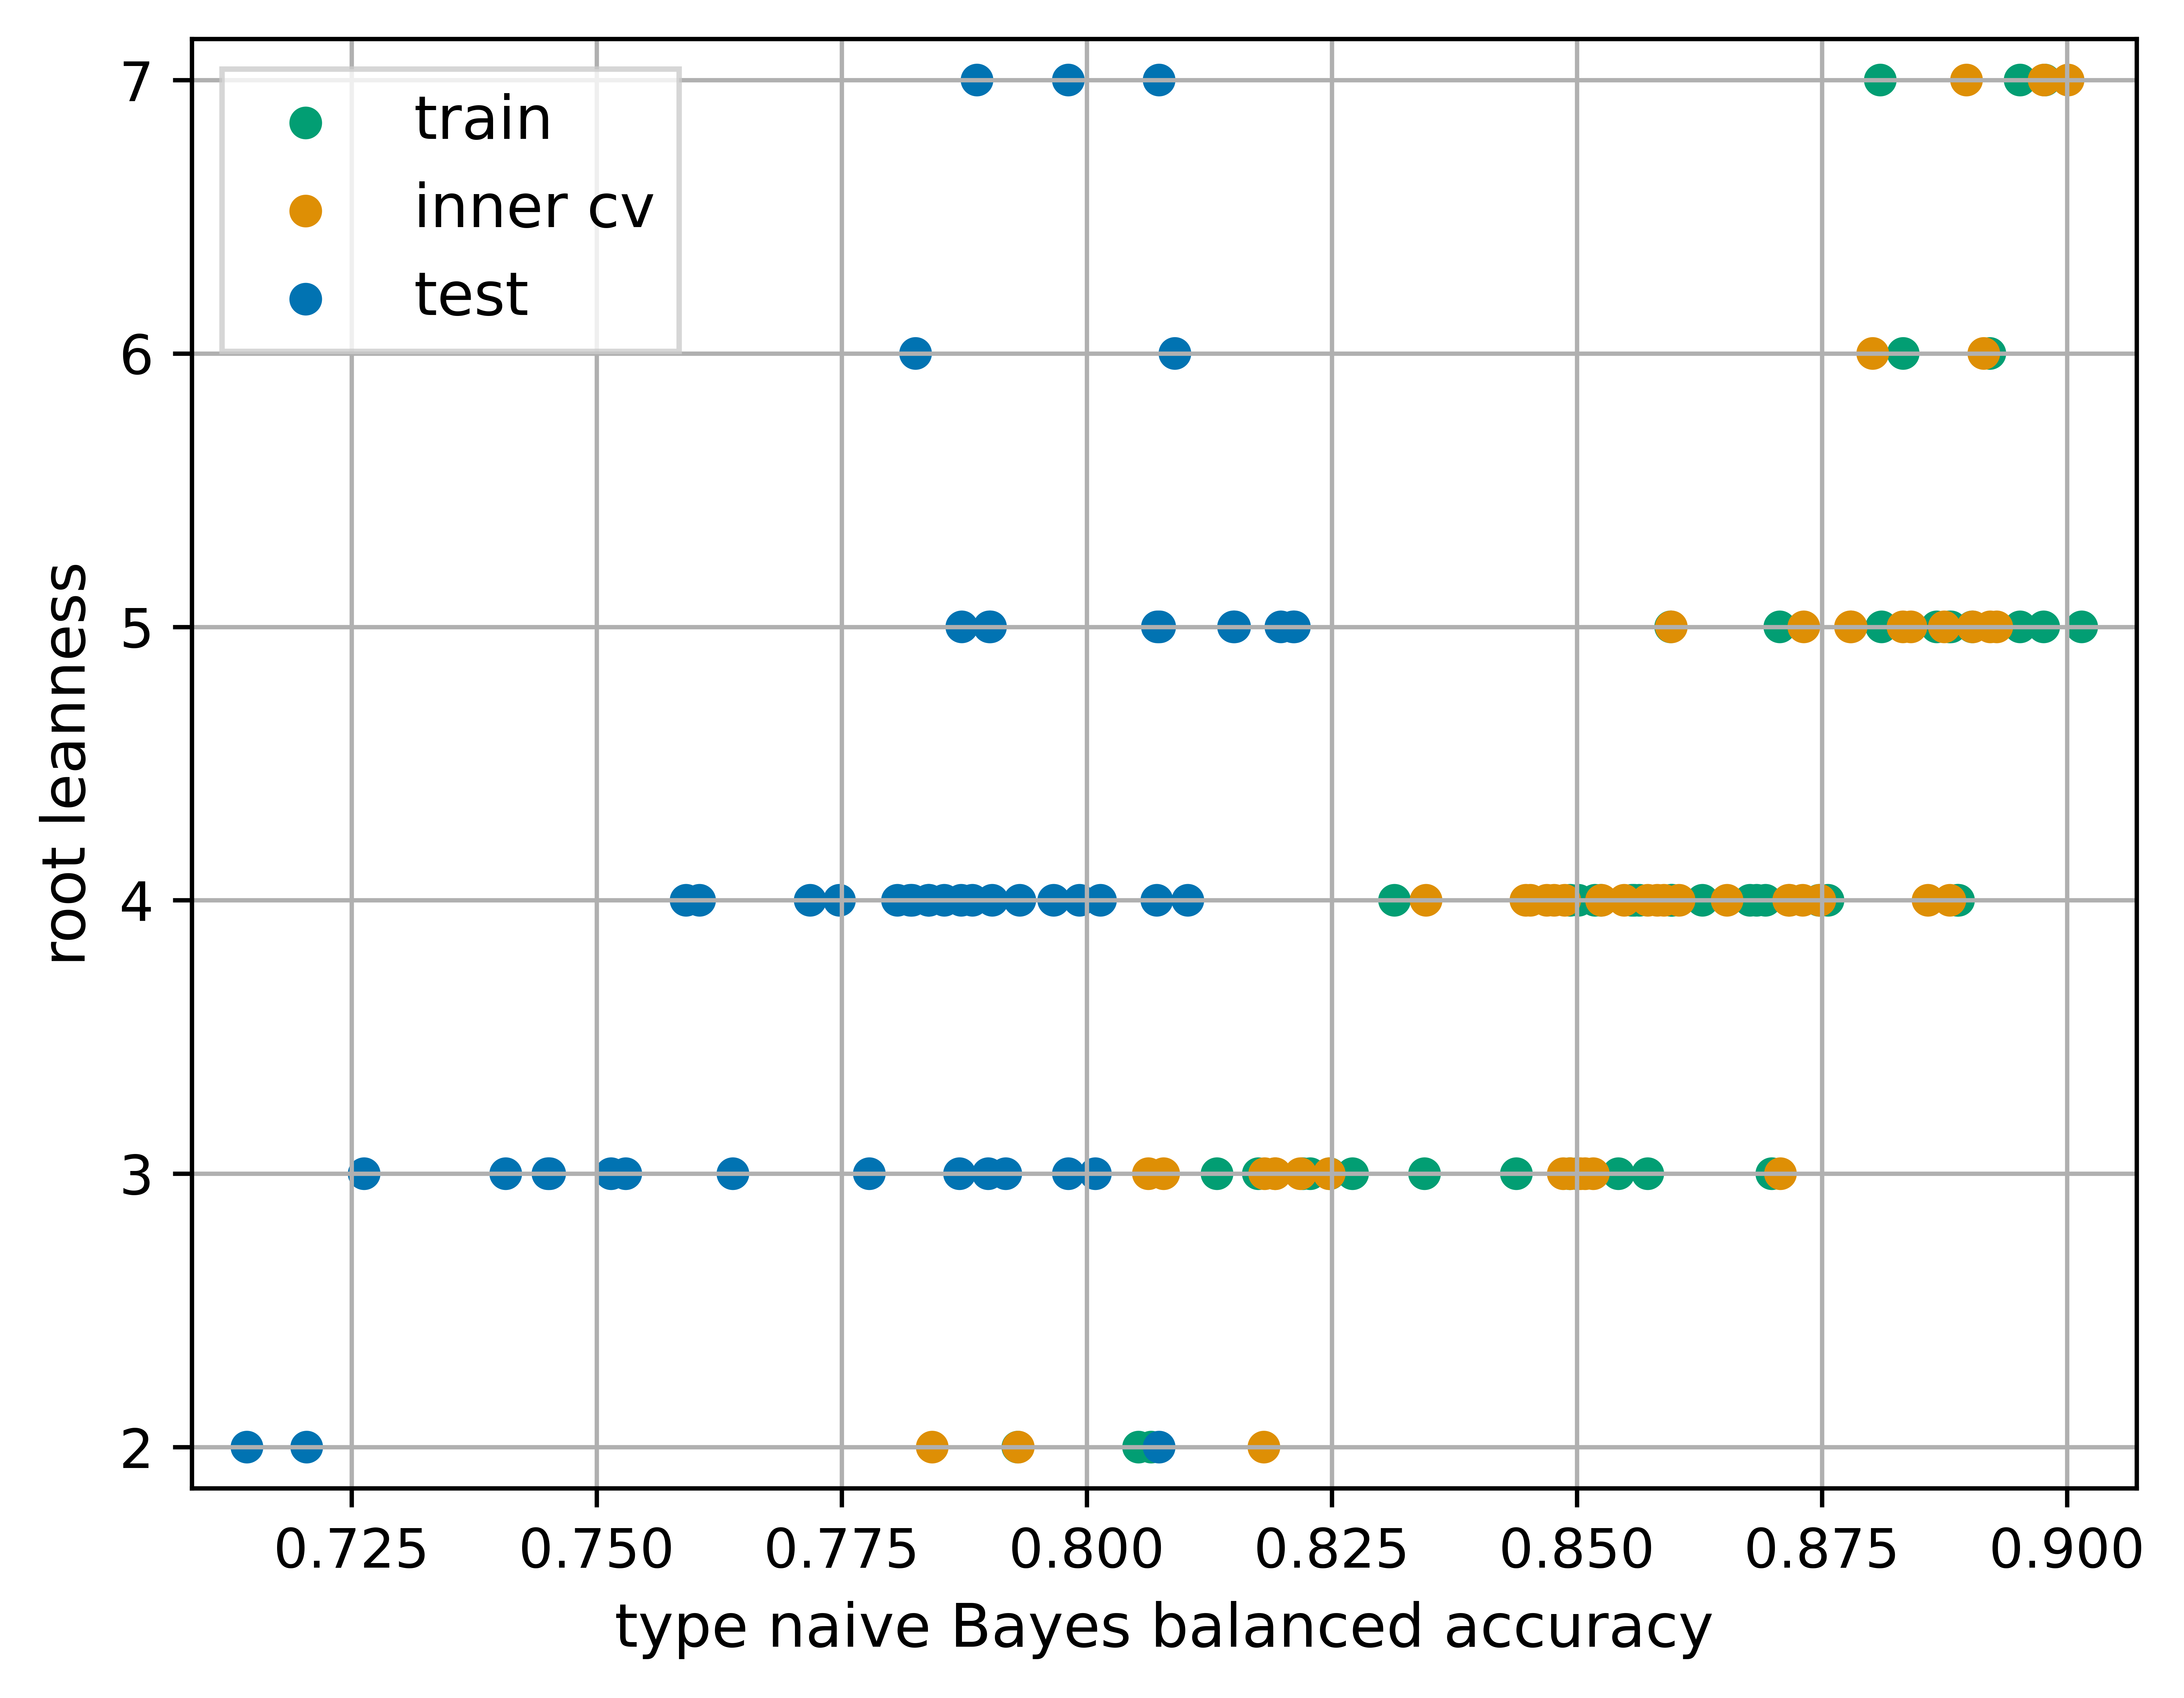 train
inner cv
test
7
6
5
4
3
2
root leanness
0.725 0.750 0.775 0.800 0.825 0.850 0.875 0.900
type naive Bayes balanced accuracy